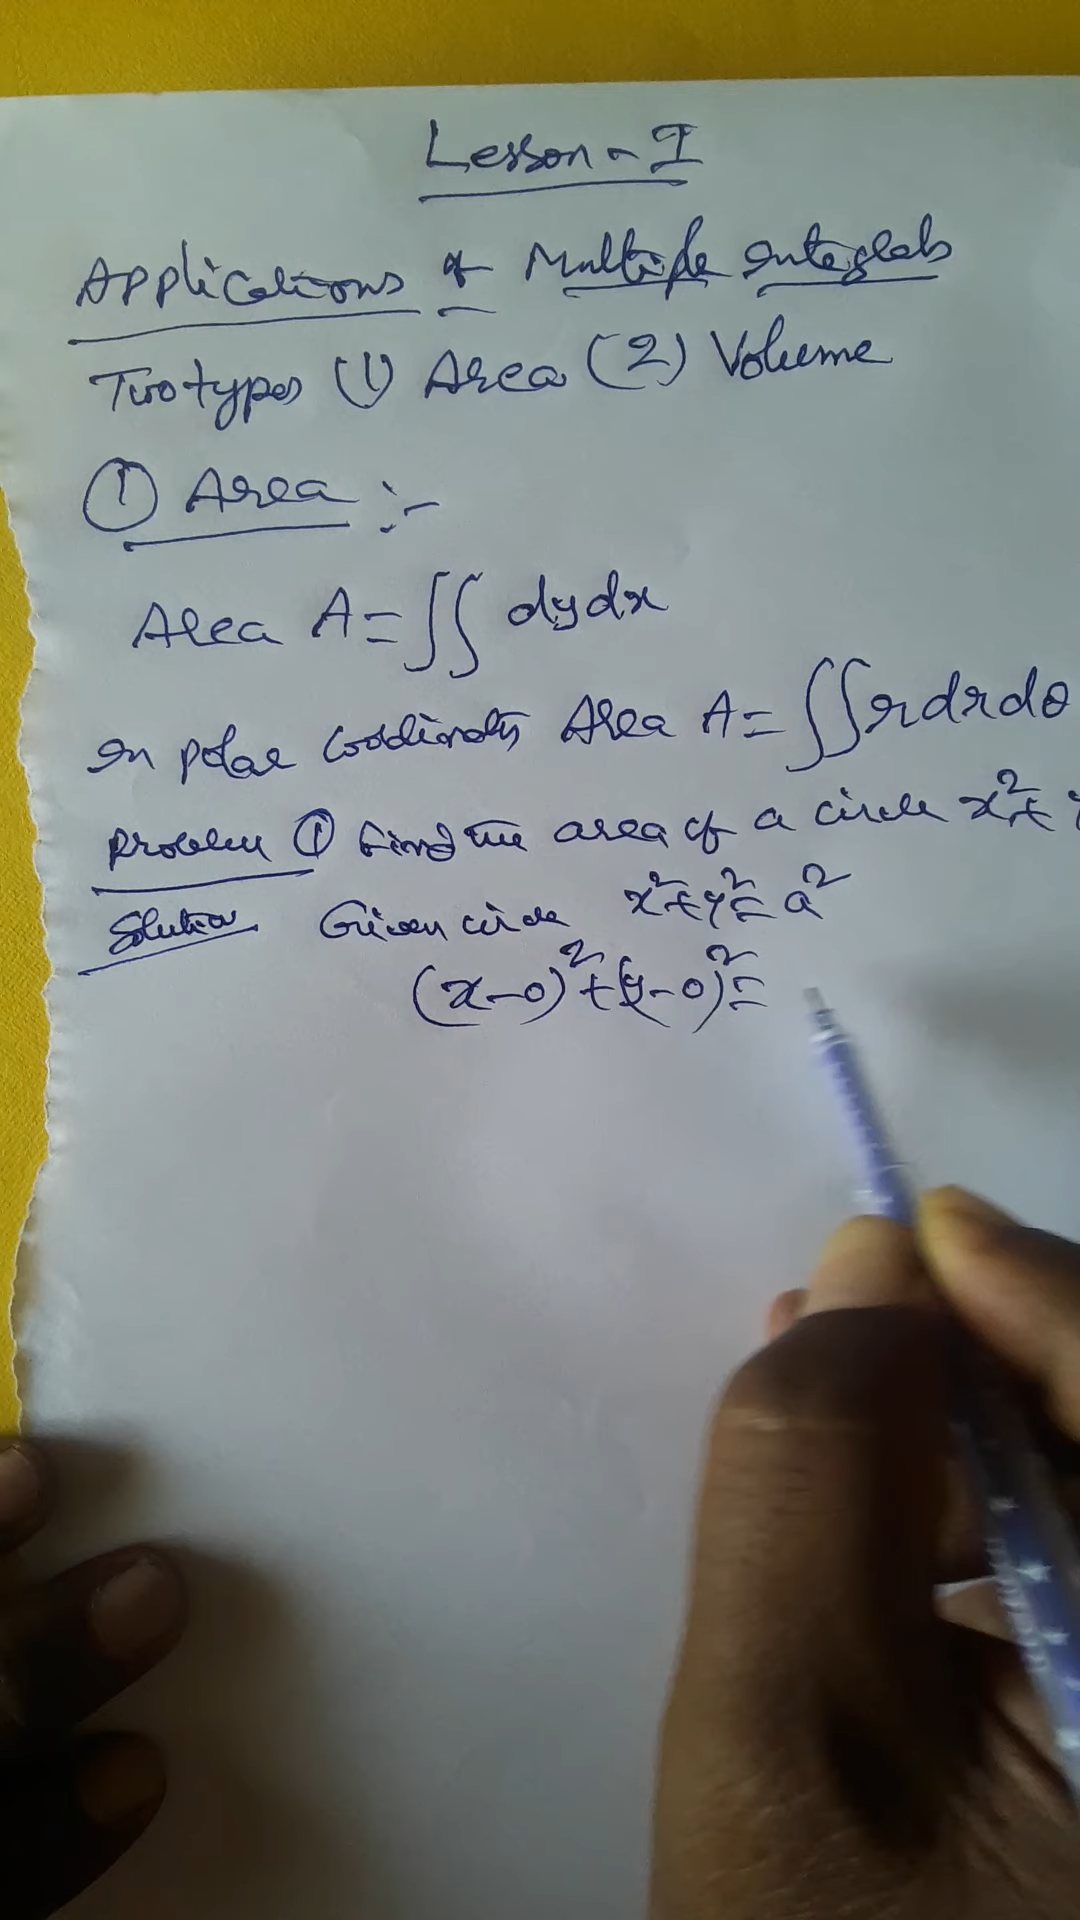 Lesson - I
Applications of Multiple integrals
Two types (1) Area (2) Volume
① Area :-
Area A = ∫∫ dy dx
In polar coordinates Area A = ∫∫ r dr dθ
Problem ① Find the area of a circle x² +
Solution Given circle x² + y² = a²
(x-0)² + (y-0)² =